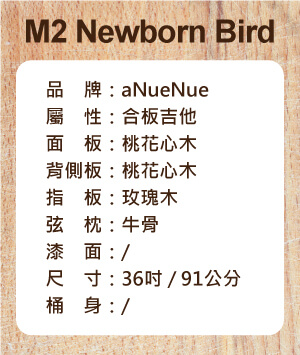 M2 Newborn Bird
品　牌：aNueNue
屬　性：合板吉他
面　板：桃花心木
背側板：桃花心木
指　板：玫瑰木
弦　枕：牛骨
漆　面：/
尺　寸：36吋 / 91公分
桶　身：/